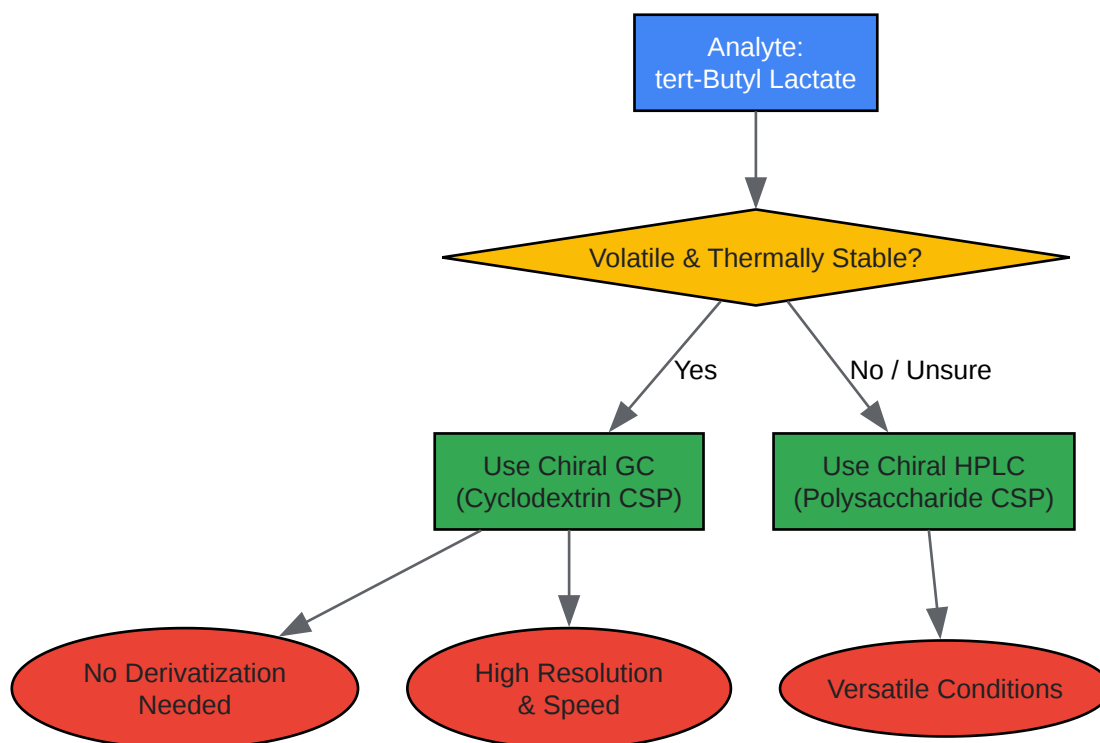 Analyte:
tert-Butyl Lactate
Volatile & Thermally Stable?
Yes
No / Unsure
Use Chiral GC
(Cyclodextrin CSP)
Use Chiral HPLC
(Polysaccharide CSP)
No Derivatization
Needed
High Resolution
& Speed
Versatile Conditions